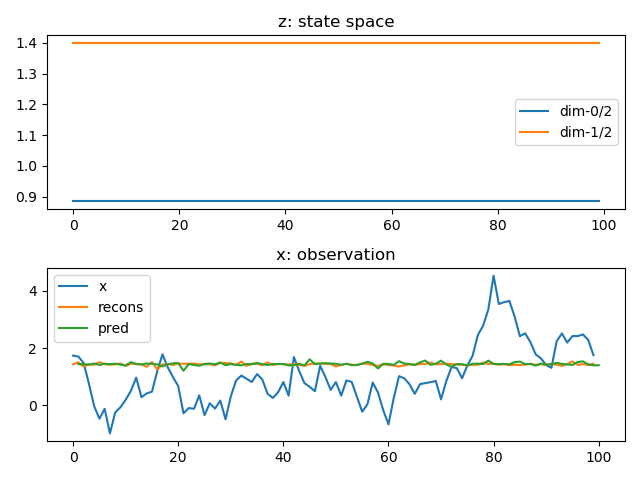 z: state space
1.4
1.3
1.2
1.1
1.0
0.9
dim-0/2
dim-1/2
0 20 40 60 80 100
x: observation
4
2
0
x
recons
pred
0 20 40 60 80 100